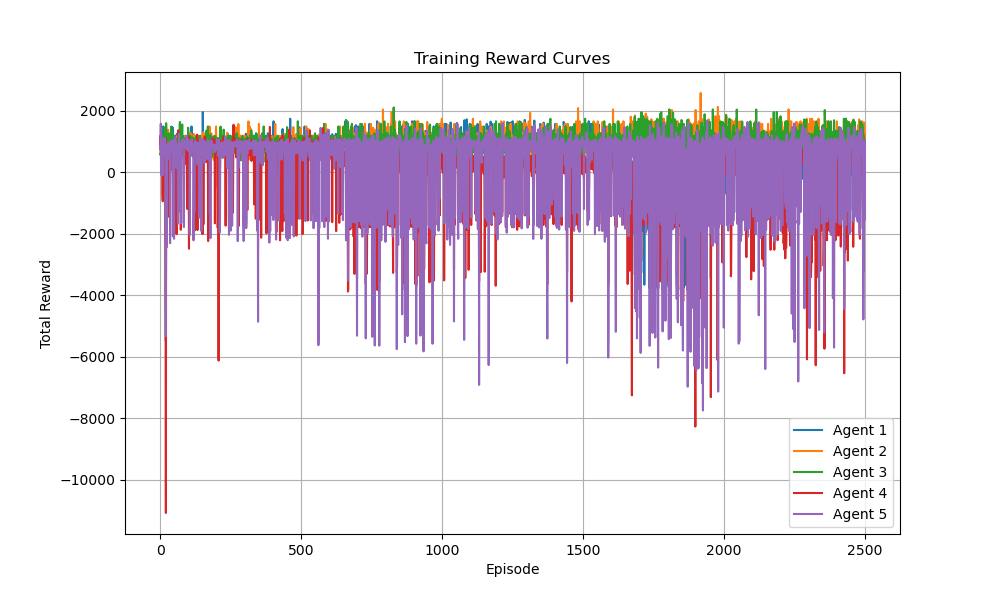 Training Reward Curves
Total Reward
2000
0
−2000
−4000
−6000
−8000
−10000
0 500 1000 1500 2000 2500
Episode
Agent 1
Agent 2
Agent 3
Agent 4
Agent 5